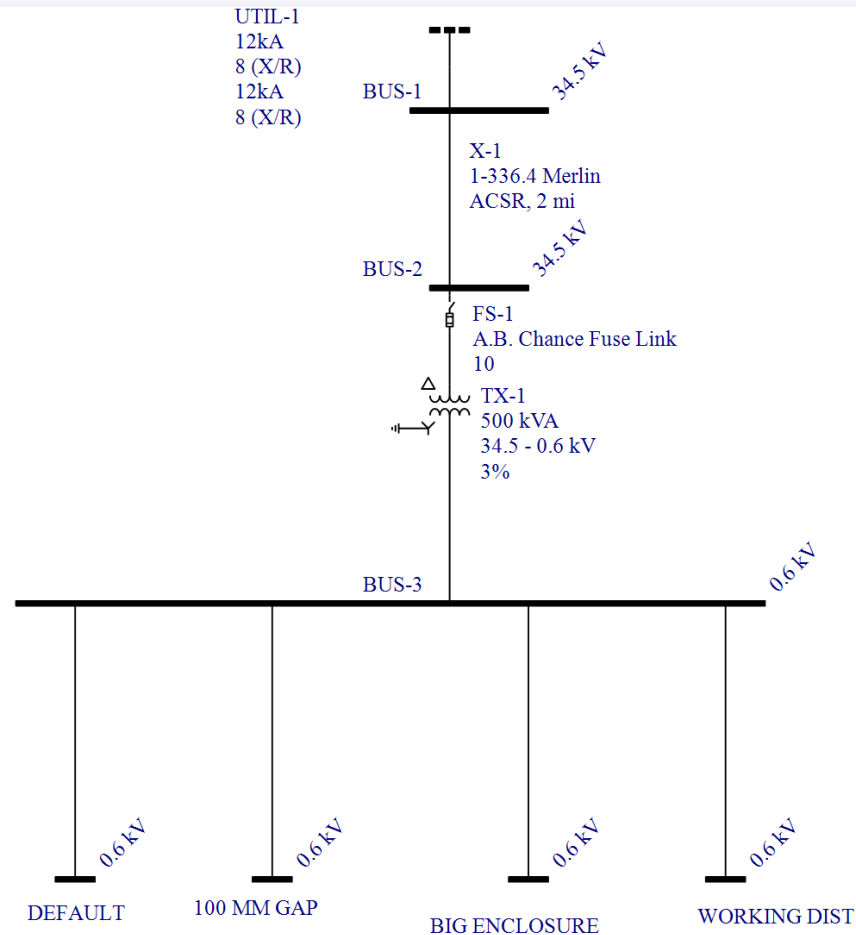 UTIL-1
12kA
8 (X/R)
12kA
8 (X/R)
BUS-1
34.5 kV
X-1
1-336.4 Merlin
ACSR, 2 mi
BUS-2
34.5 kV
FS-1
A.B. Chance Fuse Link
10
TX-1
500 kVA
34.5 - 0.6 kV
3%
BUS-3
0.6 kV
0.6 kV
0.6 kV
0.6 kV
0.6 kV
DEFAULT
100 MM GAP
BIG ENCLOSURE
WORKING DIST